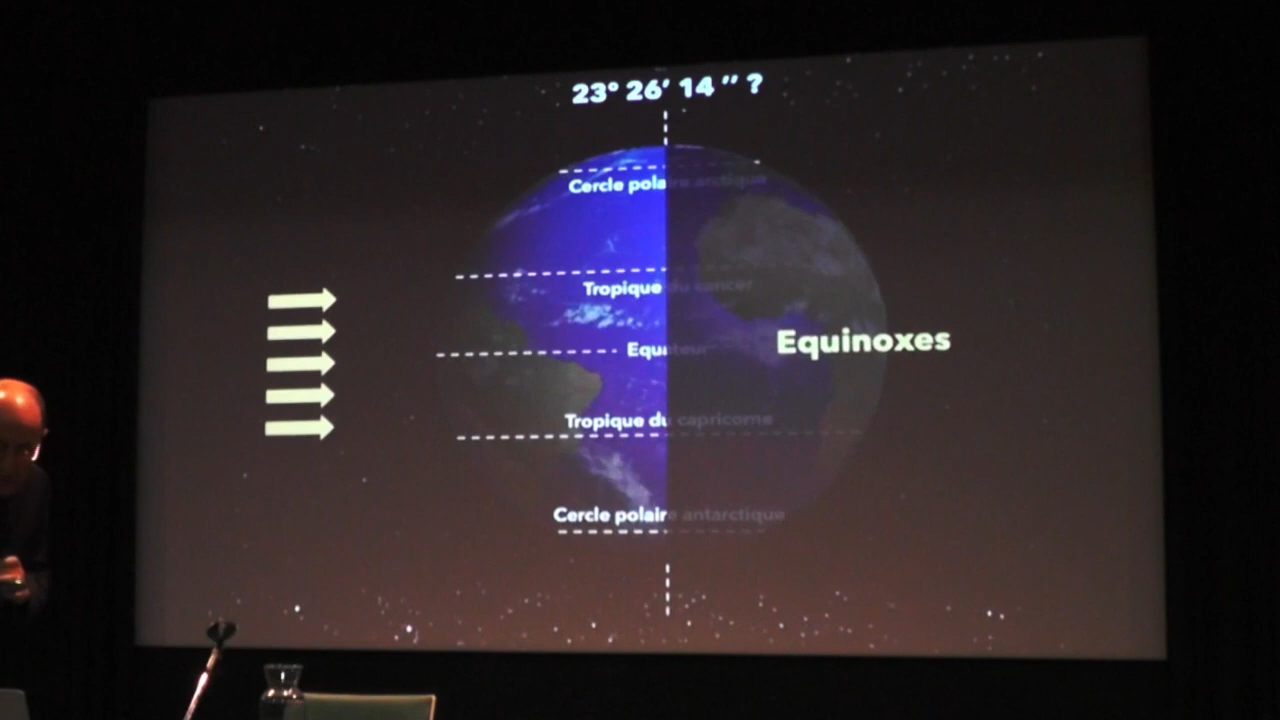 23° 26’ 14 ’’ ?
Cercle polaire arctique
Tropique du cancer
Equateur
Equinoxes
Tropique du capricorne
Cercle polaire antarctique